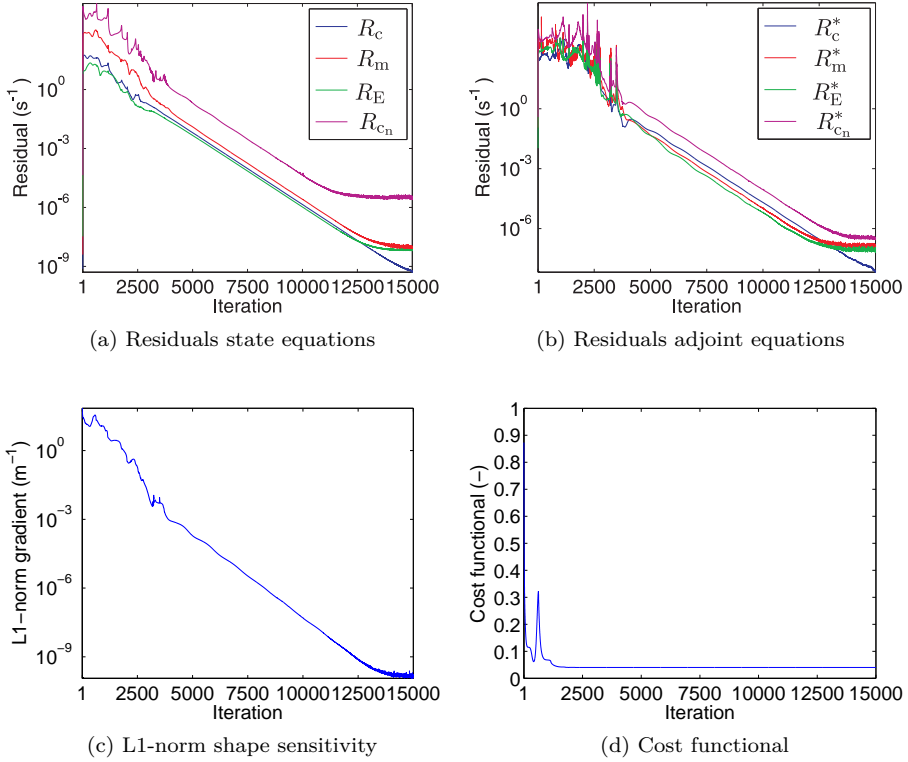 Residual (s⁻¹)
10⁰
10⁻³
10⁻⁶
10⁻⁹
R_c
R_m
R_E
R_{c_n}
1 2500 5000 7500 10000 12500 15000
Iteration
(a) Residuals state equations
Residual (s⁻¹)
10⁰
10⁻³
10⁻⁶
R*_c
R*_m
R*_E
R*_{c_n}
1 2500 5000 7500 10000 12500 15000
Iteration
(b) Residuals adjoint equations
L1−norm gradient (m⁻¹)
10⁰
10⁻³
10⁻⁶
10⁻⁹
1 2500 5000 7500 10000 12500 15000
Iteration
(c) L1-norm shape sensitivity
Cost functional (−)
1
0.9
0.8
0.7
0.6
0.5
0.4
0.3
0.2
0.1
0
1 2500 5000 7500 10000 12500 15000
Iteration
(d) Cost functional